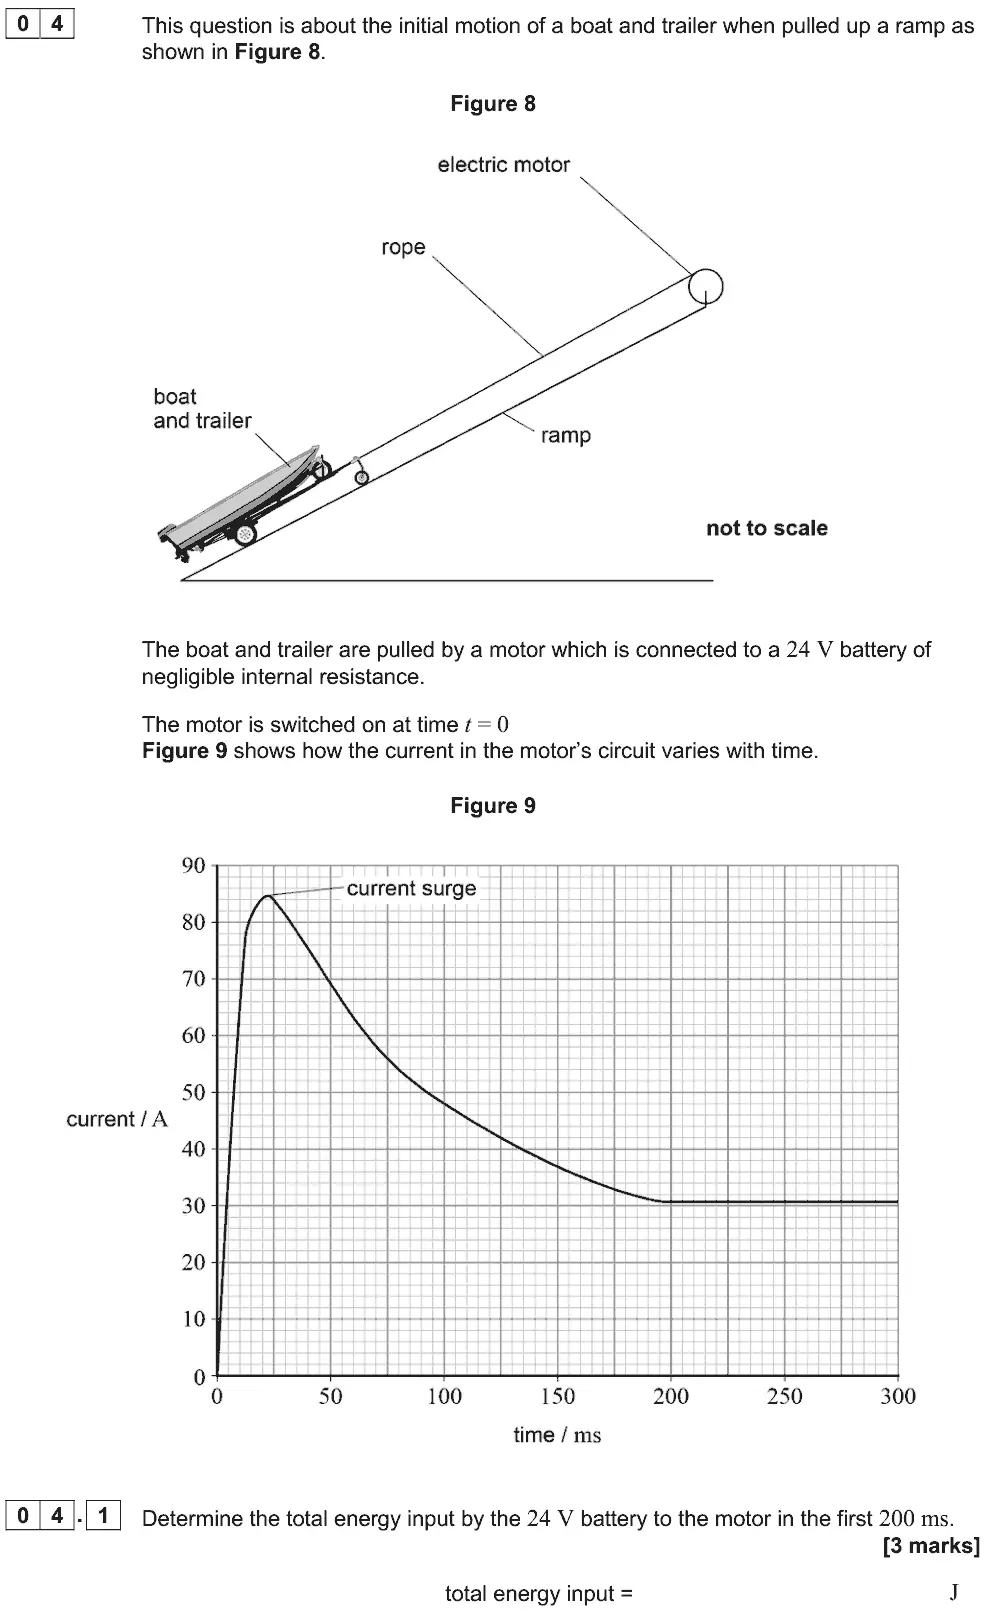 0 4 This question is about the initial motion of a boat and trailer when pulled up a ramp as
shown in Figure 8.
Figure 8
electric motor
rope
boat
and trailer
ramp
not to scale
The boat and trailer are pulled by a motor which is connected to a 24 V battery of
negligible internal resistance.
The motor is switched on at time t = 0
Figure 9 shows how the current in the motor's circuit varies with time.
Figure 9
90
current surge
80
70
60
50
current / A
40
30
20
10
0
0 50 100 150 200 250 300
time / ms
0 4 . 1 Determine the total energy input by the 24 V battery to the motor in the first 200 ms.
[3 marks]
total energy input = J